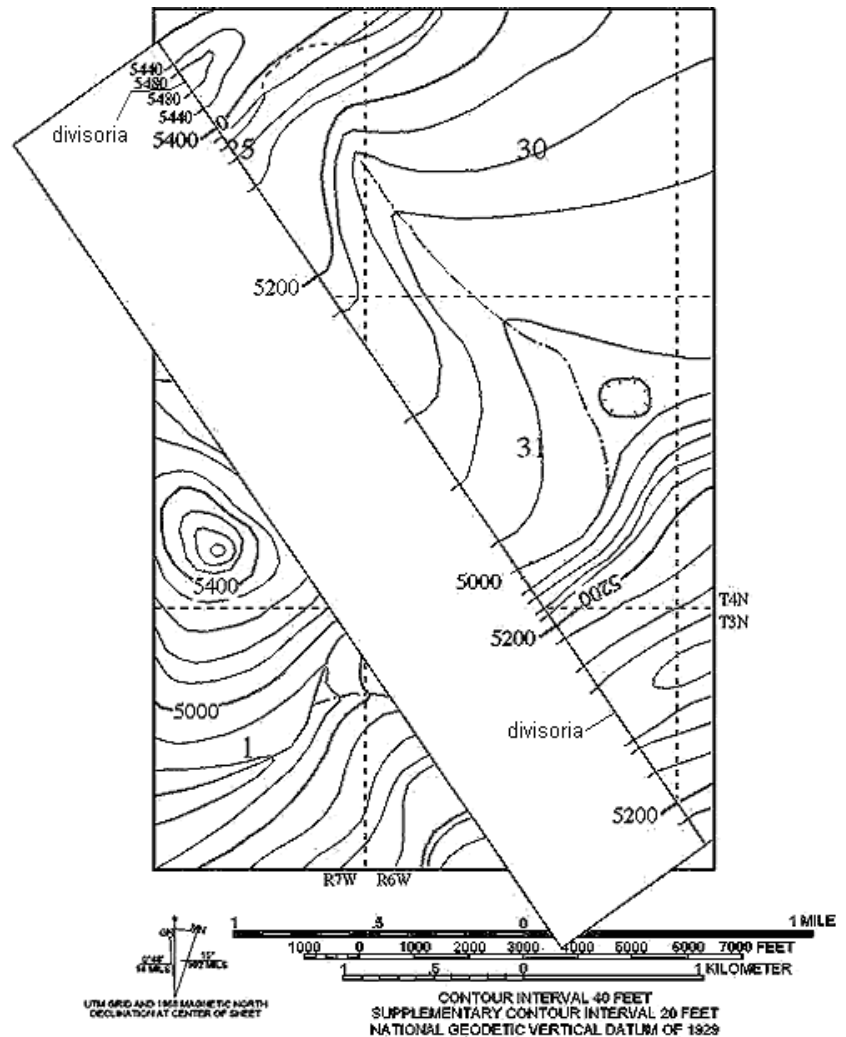 5440
5480
5480
5440
divisoria
5400
25
30
5200
31
5400
5000
5200
T4N
T3N
5200
5000
1
divisoria
5200
R7W R6W
1 .5 0 1 MILE
1000 0 1000 2000 3000 4000 5000 6000 7000 FEET
1 .5 0 1 KILOMETER
GN MN
UTM GRID AND MAGNETIC NORTH
DECLINATION AT CENTER OF SHEET
CONTOUR INTERVAL 40 FEET
SUPPLEMENTARY CONTOUR INTERVAL 20 FEET
NATIONAL GEODETIC VERTICAL DATUM OF 1929